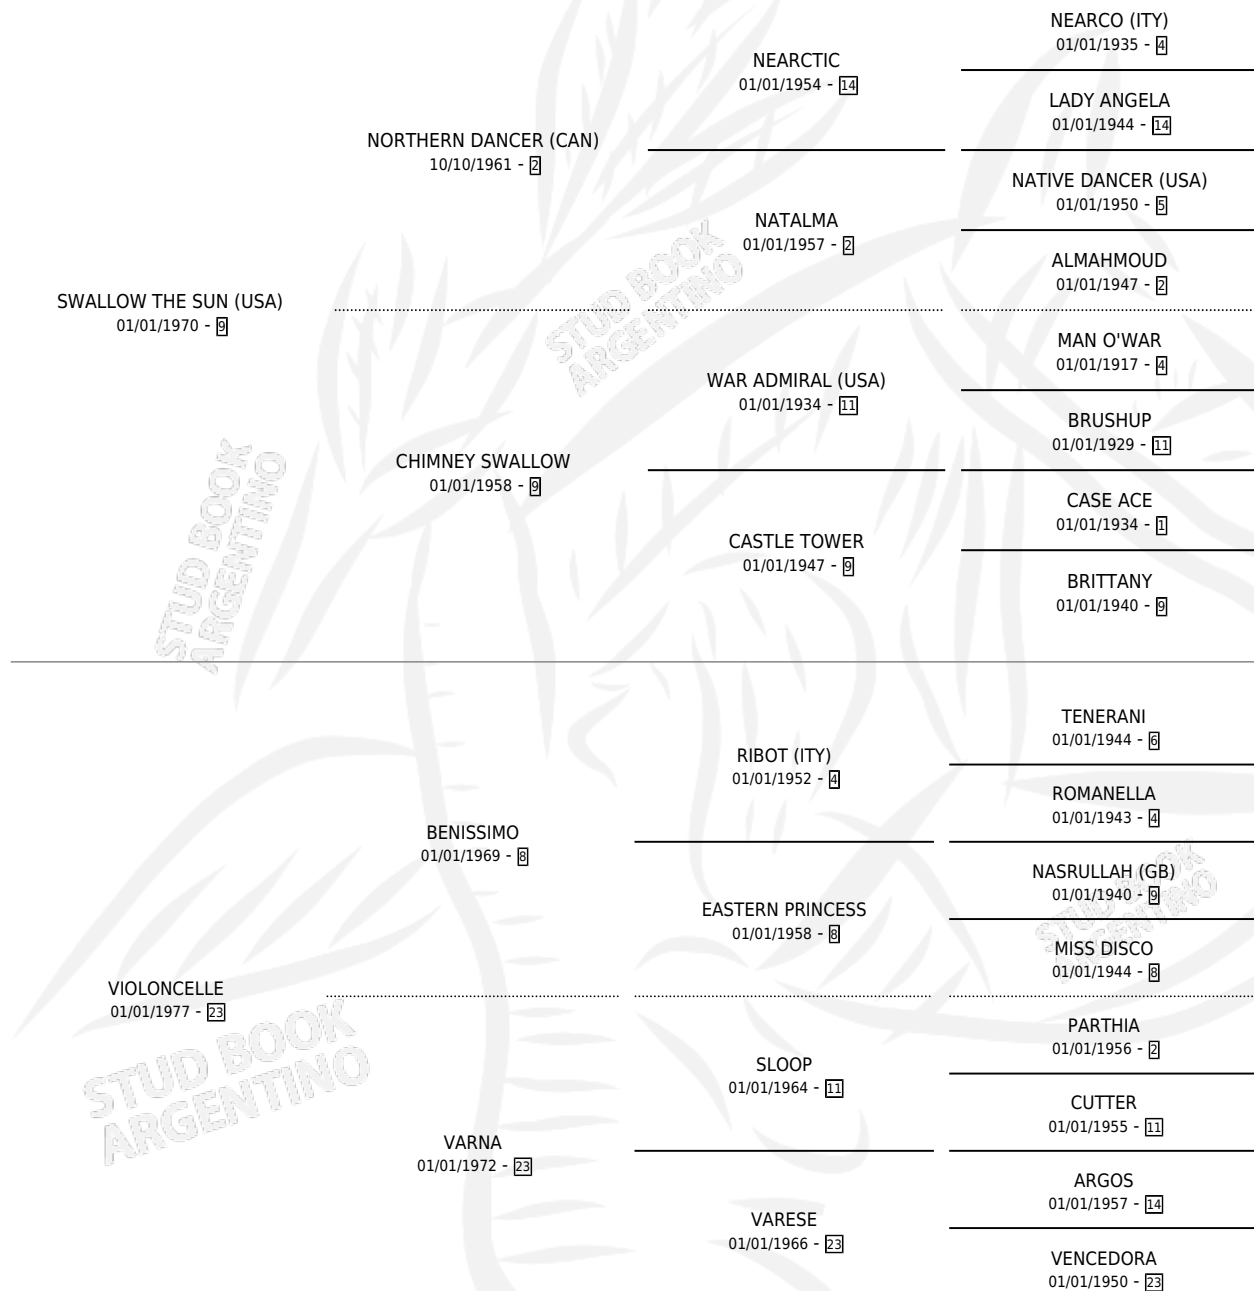 NEARCO (ITY)
01/01/1935 - 4
NEARCTIC
01/01/1954 - 14
LADY ANGELA
01/01/1944 - 14
NORTHERN DANCER (CAN)
10/10/1961 - 2
NATIVE DANCER (USA)
01/01/1950 - 5
NATALMA
01/01/1957 - 2
ALMAHMOUD
01/01/1947 - 2
SWALLOW THE SUN (USA)
01/01/1970 - 9
MAN O'WAR
01/01/1917 - 4
WAR ADMIRAL (USA)
01/01/1934 - 11
BRUSHUP
01/01/1929 - 11
CHIMNEY SWALLOW
01/01/1958 - 9
CASE ACE
01/01/1934 - 1
CASTLE TOWER
01/01/1947 - 9
BRITTANY
01/01/1940 - 9
TENERANI
01/01/1944 - 6
RIBOT (ITY)
01/01/1952 - 4
ROMANELLA
01/01/1943 - 4
BENISSIMO
01/01/1969 - 8
NASRULLAH (GB)
01/01/1940 - 9
EASTERN PRINCESS
01/01/1958 - 8
MISS DISCO
01/01/1944 - 8
VIOLONCELLE
01/01/1977 - 23
PARTHIA
01/01/1956 - 2
SLOOP
01/01/1964 - 11
CUTTER
01/01/1955 - 11
VARNA
01/01/1972 - 23
ARGOS
01/01/1957 - 14
VARESE
01/01/1966 - 23
VENCEDORA
01/01/1950 - 23
STUD BOOK
ARGENTINO
STUD BOOK
ARGENTINO
STUD BOOK
ARGENTINO
STUD BOOK
ARGENTINO